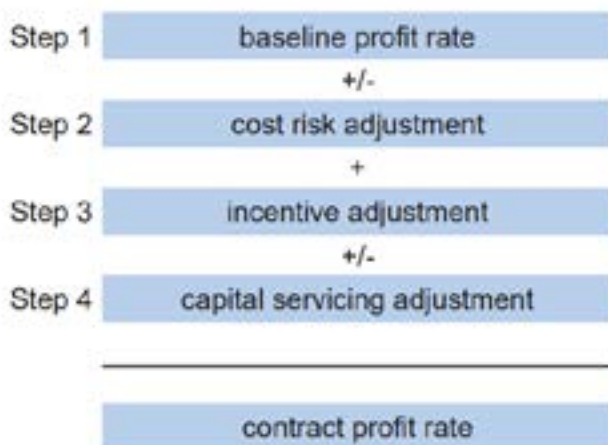 Step 1 baseline profit rate
+/-
Step 2 cost risk adjustment
+
Step 3 incentive adjustment
+/-
Step 4 capital servicing adjustment
contract profit rate